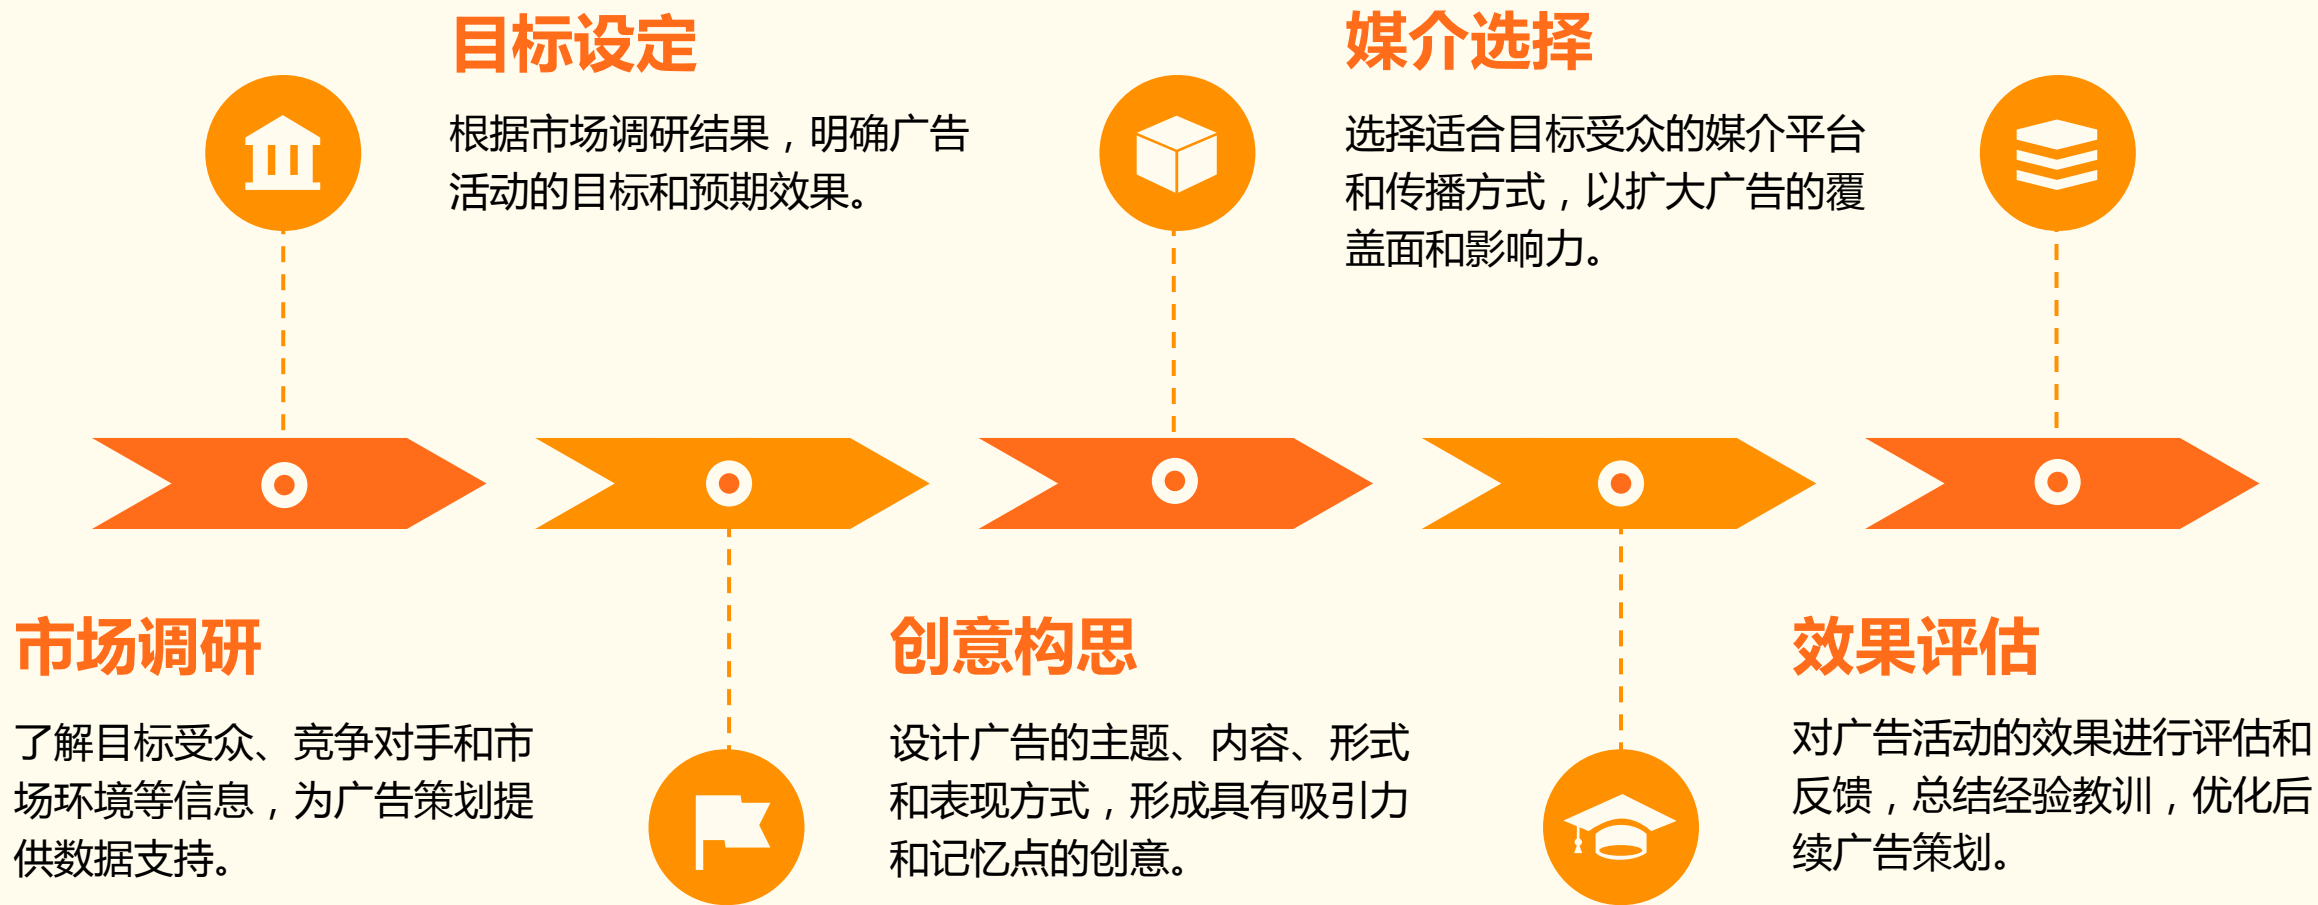 目标设定
根据市场调研结果，明确广告
活动的目标和预期效果。
媒介选择
选择适合目标受众的媒介平台
和传播方式，以扩大广告的覆
盖面和影响力。
市场调研
了解目标受众、竞争对手和市
场环境等信息，为广告策划提
供数据支持。
创意构思
设计广告的主题、内容、形式
和表现方式，形成具有吸引力
和记忆点的创意。
效果评估
对广告活动的效果进行评估和
反馈，总结经验教训，优化后
续广告策划。